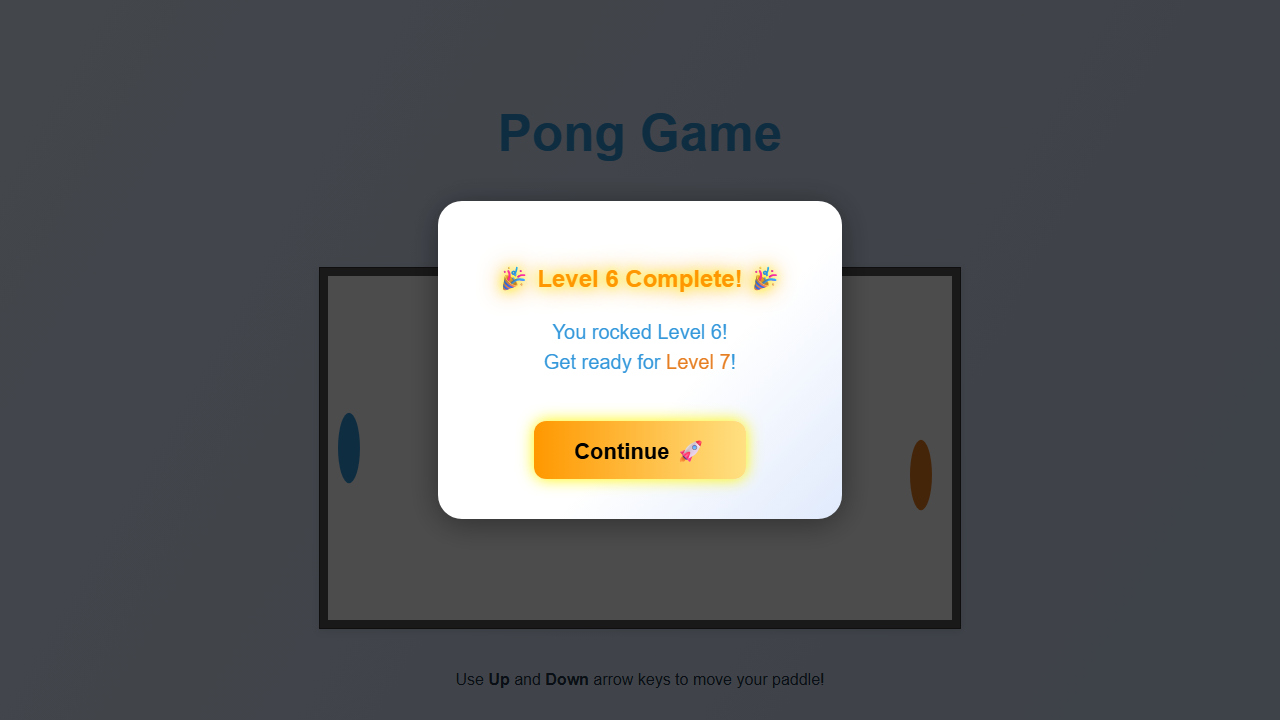 Pong Game
🎉 Level 6 Complete! 🎉
You rocked Level 6!
Get ready for Level 7!
Continue 🚀
Use Up and Down arrow keys to move your paddle!